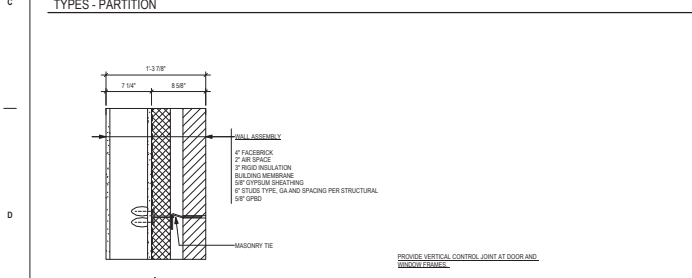 C
TYPES - PARTITION
1'-3 7/8"
7 1/4"
8 5/8"
WALL ASSEMBLY
4" FACEBRICK
2" AIR SPACE
3" RIGID INSULATION
BUILDING MEMBRANE
5/8" GYPSUM SHEATHING
6" STUDS TYPE, GA AND SPACING PER STRUCTURAL
5/8" GPBD
D
MASONRY TIE
PROVIDE VERTICAL CONTROL JOINT AT DOOR AND
WINDOW FRAMES.